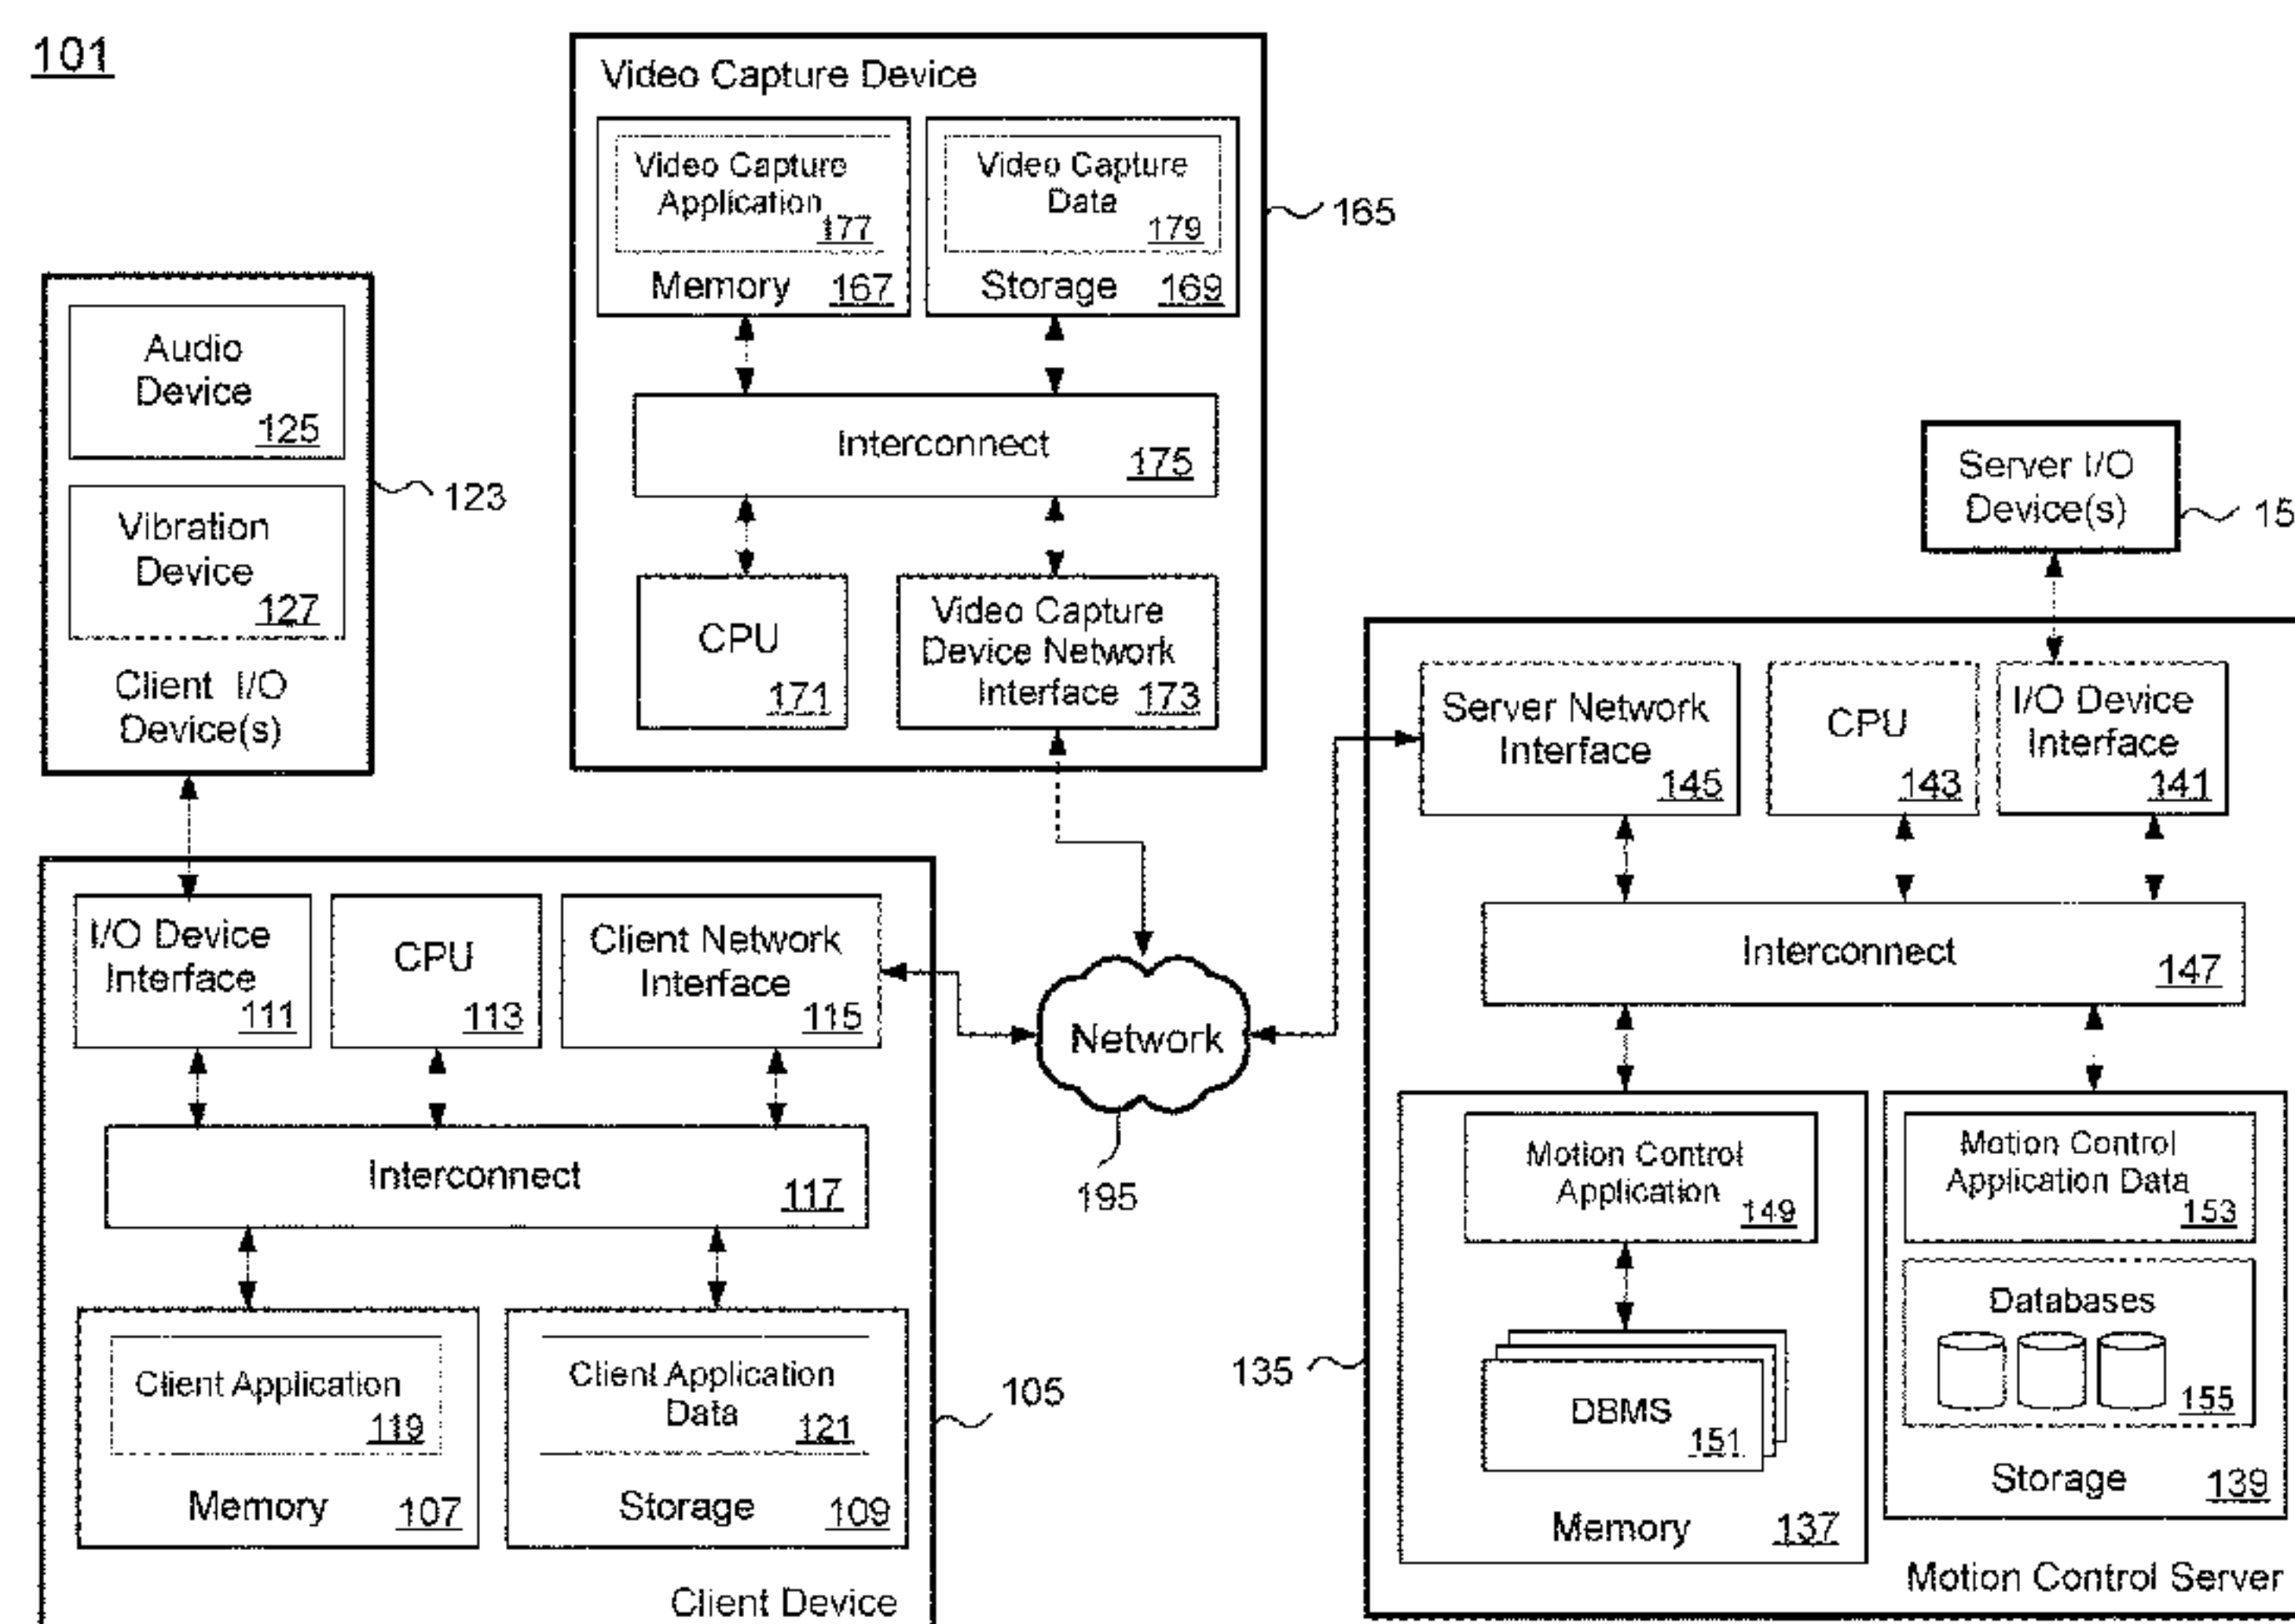 101
Video Capture Device
Video Capture
Application
177
Memory 167
Video Capture
Data
179
Storage 169
165
Audio
Device
125
Vibration
Device
127
Client I/O
Device(s)
123
Interconnect
175
CPU
171
Video Capture
Device Network
Interface 173
Server I/O
Device(s)
15
Server Network
Interface
145
CPU
143
I/O Device
Interface
141
Interconnect
147
I/O Device
Interface
111
CPU
113
Client Network
Interface
115
Network
195
Interconnect
117
Client Application
119
Memory 107
Client Application
Data
121
Storage 109
105
Client Device
Motion Control
Application
149
DBMS
151
Memory 137
135
Motion Control
Application Data
153
Databases
155
Storage 139
Motion Control Server